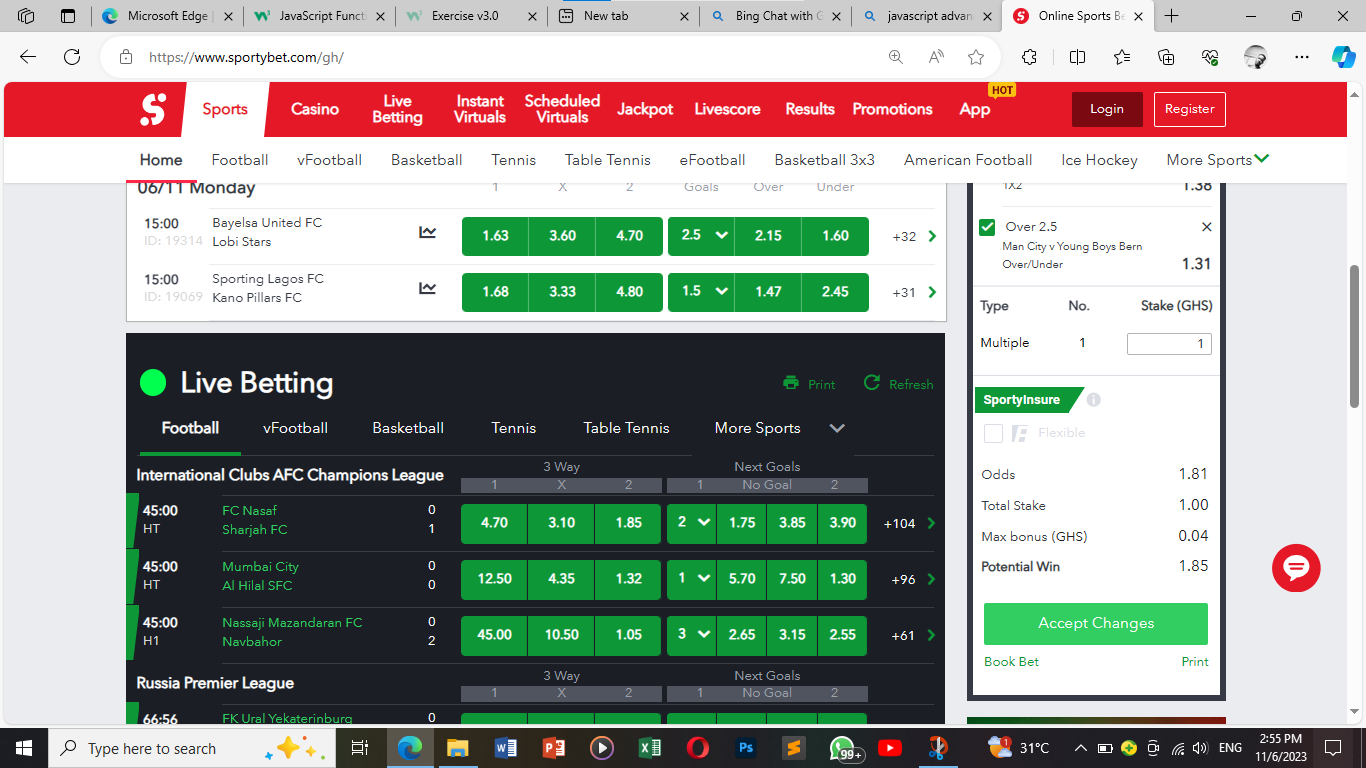 Microsoft Edge |
JavaScript Funct
Exercise v3.0
New tab
Bing Chat with G
javascript advan
Online Sports Be
https://www.sportybet.com/gh/
Sports
Casino
Live Betting
Instant Virtuals
Scheduled Virtuals
Jackpot
Livescore
Results
Promotions
App
HOT
Login
Register
Home
Football
vFootball
Basketball
Tennis
Table Tennis
eFootball
Basketball 3x3
American Football
Ice Hockey
More Sports
06/11 Monday
1 X 2 Goals Over Under
15:00 Bayelsa United FC
ID: 19314 Lobi Stars
1.63 3.60 4.70 2.5 2.15 1.60 +32
15:00 Sporting Lagos FC
ID: 19069 Kano Pillars FC
1.68 3.33 4.80 1.5 1.47 2.45 +31
Live Betting
Print
Refresh
Football
vFootball
Basketball
Tennis
Table Tennis
More Sports
International Clubs AFC Champions League
3 Way Next Goals
1 X 2 1 No Goal 2
45:00 FC Nasaf 0
HT Sharjah FC 1
4.70 3.10 1.85 2 1.75 3.85 3.90 +104
45:00 Mumbai City 0
HT Al Hilal SFC 0
12.50 4.35 1.32 1 5.70 7.50 1.30 +96
45:00 Nassaji Mazandaran FC 0
H1 Navbahor 2
45.00 10.50 1.05 3 2.65 3.15 2.55 +61
Russia Premier League
3 Way Next Goals
1 X 2 1 No Goal 2
66:56 FK Ural Yekaterinburg 0
1X2 1.38
Over 2.5
Man City v Young Boys Bern
Over/Under 1.31
Type No. Stake (GHS)
Multiple 1 1
SportyInsure
Flexible
Odds 1.81
Total Stake 1.00
Max bonus (GHS) 0.04
Potential Win 1.85
Accept Changes
Book Bet Print
Type here to search
99+
31°C
ENG
2:55 PM
11/6/2023